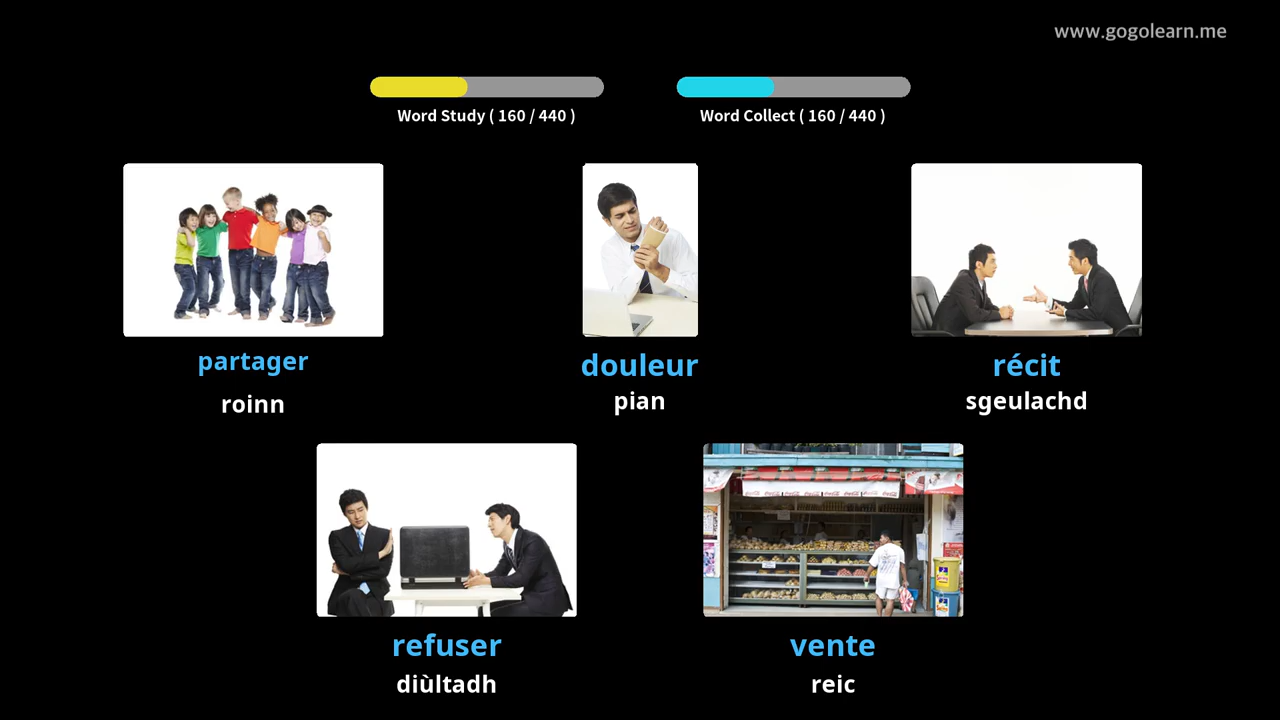 www.gogolearn.me
Word Study ( 160 / 440 )
Word Collect ( 160 / 440 )
partager
roinn
douleur
pian
récit
sgeulachd
refuser
diùltadh
vente
reic